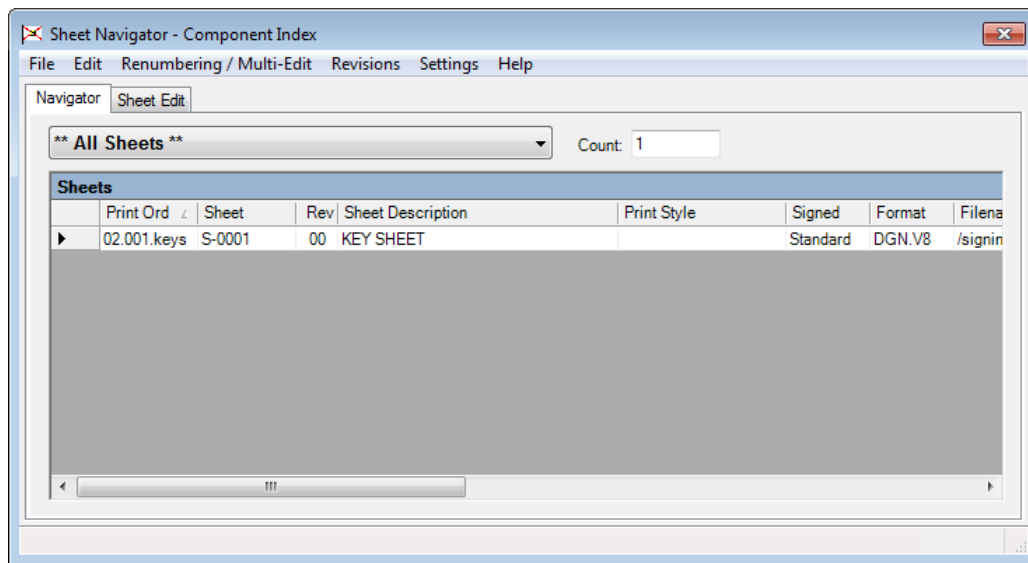 Sheet Navigator - Component Index
File Edit Renumbering / Multi-Edit Revisions Settings Help
Navigator Sheet Edit
** All Sheets ** Count: 1
Sheets
Print Ord Sheet Rev Sheet Description Print Style Signed Format Filena
02.001.keys S-0001 00 KEY SHEET Standard DGN.V8 /signin